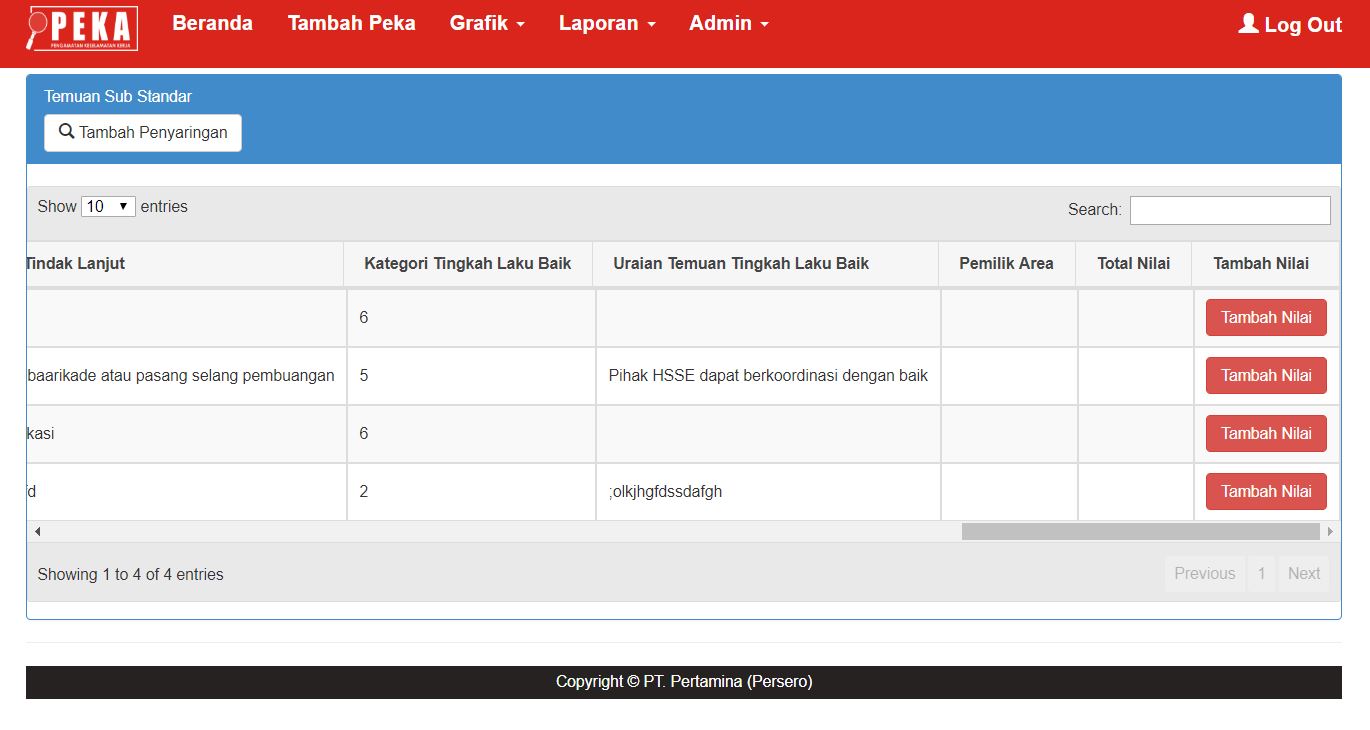 PEKA
PENGAMATAN KESELAMATAN KERJA
Beranda Tambah Peka Grafik Laporan Admin Log Out
Temuan Sub Standar
Tambah Penyaringan
Show 10 entries Search:
Tindak Lanjut Kategori Tingkah Laku Baik Uraian Temuan Tingkah Laku Baik Pemilik Area Total Nilai Tambah Nilai
6 Tambah Nilai
baarikade atau pasang selang pembuangan 5 Pihak HSSE dapat berkoordinasi dengan baik Tambah Nilai
kasi 6 Tambah Nilai
d 2 ;olkjhgfdssdafgh Tambah Nilai
Showing 1 to 4 of 4 entries Previous 1 Next
Copyright © PT. Pertamina (Persero)